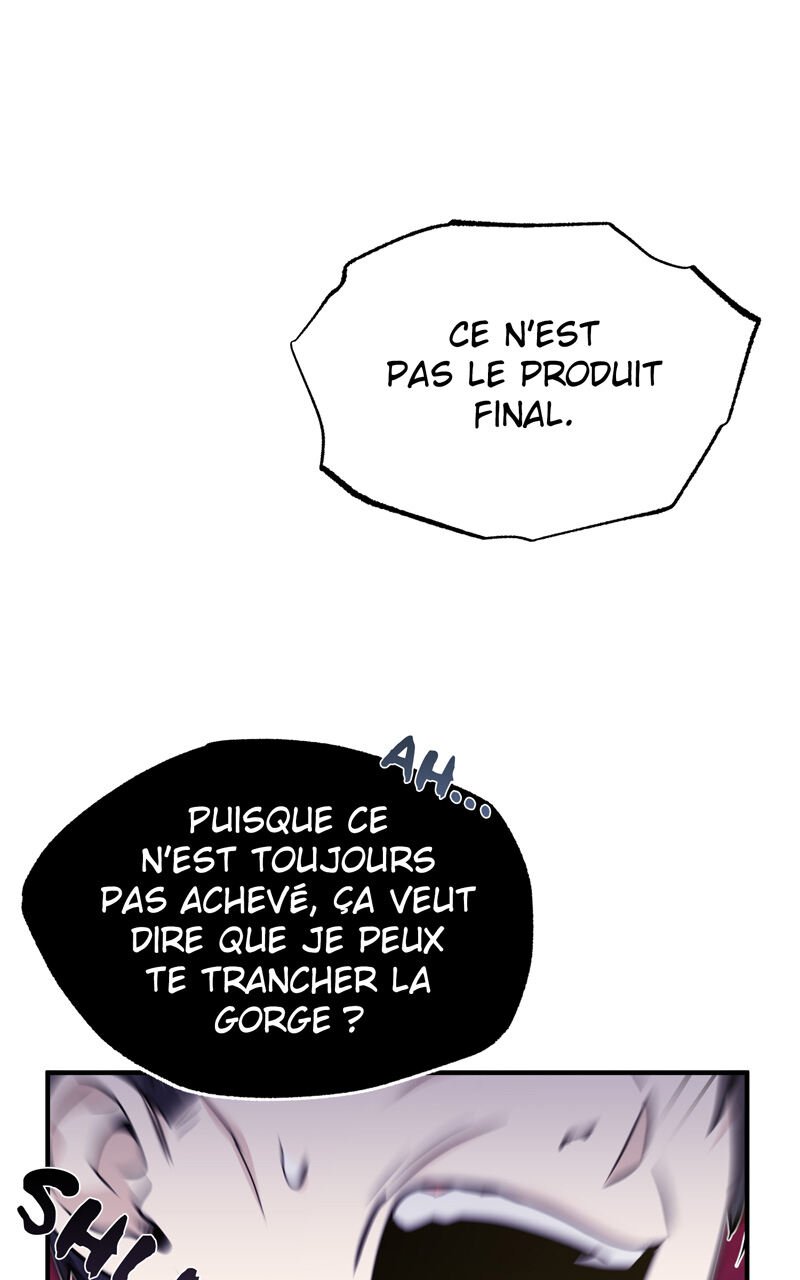 CE N'EST
PAS LE PRODUIT
FINAL.
AH...
PUISQUE CE
N'EST TOUJOURS
PAS ACHEVÉ, ÇA VEUT
DIRE QUE JE PEUX
TE TRANCHER LA
GORGE ?